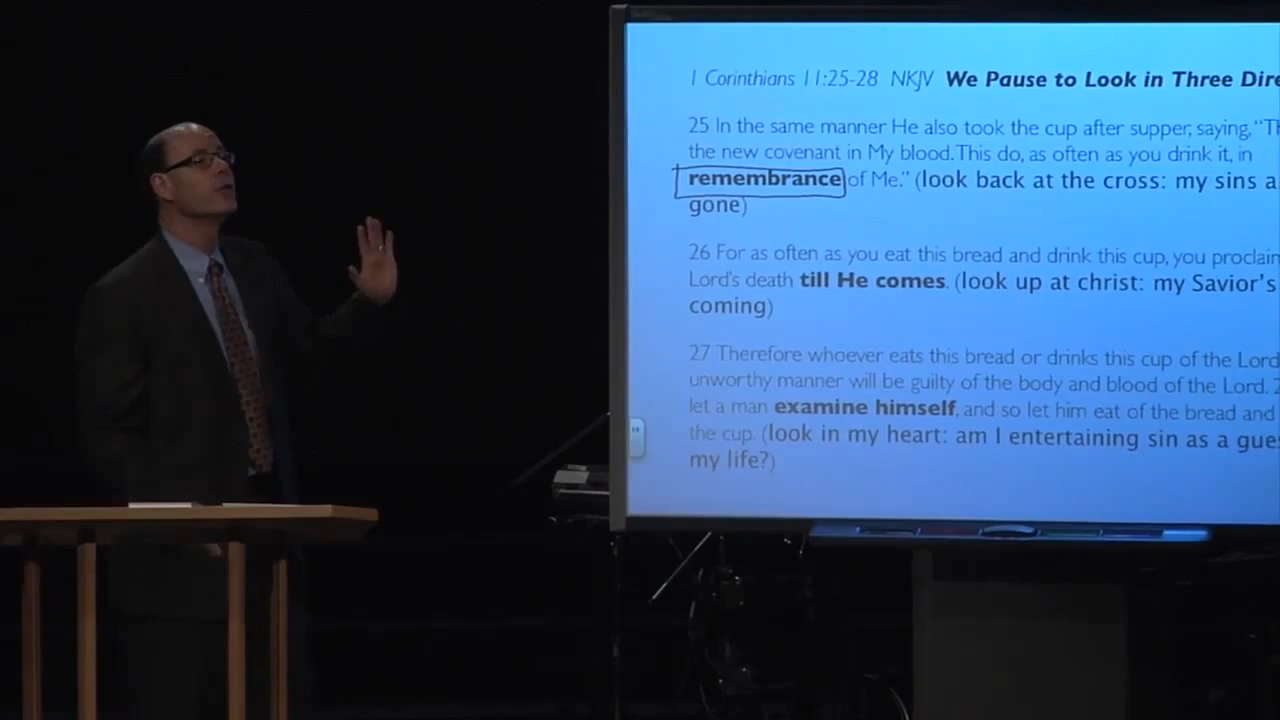 1 Corinthians 11:25-28 NKJV We Pause to Look in Three
25 In the same manner He also took the cup after supper, saying, "
the new covenant in My blood. This do, as often as you drink it, in
remembrance of Me." (look back at the cross: my sins
gone)
26 For as often as you eat this bread and drink this cup, you proclaim
Lord's death till He comes. (look up at christ: my Savior's
coming)
27 Therefore whoever eats this bread or drinks this cup of the Lord
unworthy manner will be guilty of the body and blood of the Lord.
let a man examine himself, and so let him eat of the bread and
the cup. (look in my heart: am I entertaining sin as a
my life?)